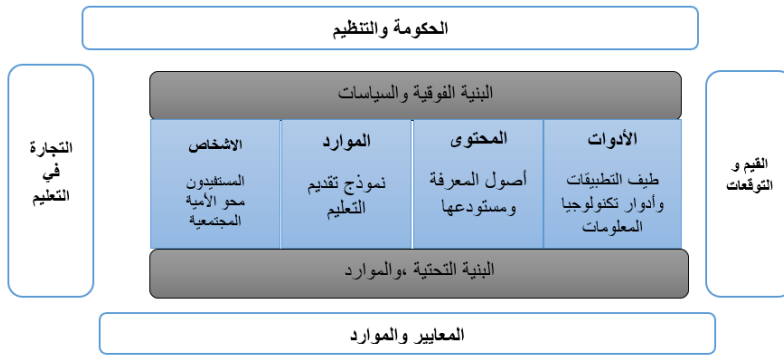 الحكومة والتنظيم
القيم و
التوقعات
البنية الفوقية والسياسات
الأدوات
طيف التطبيقات
وأدوار تكنولوجيا
المعلومات
المحتوى
أصول المعرفة
ومستودعها
الموارد
نموذج تقديم
التعليم
الاشخاص
المستفيدون
محو الأمية
المجتمعية
البنية التحتية ،والموارد
التجارة
في
التعليم
المعايير والموارد